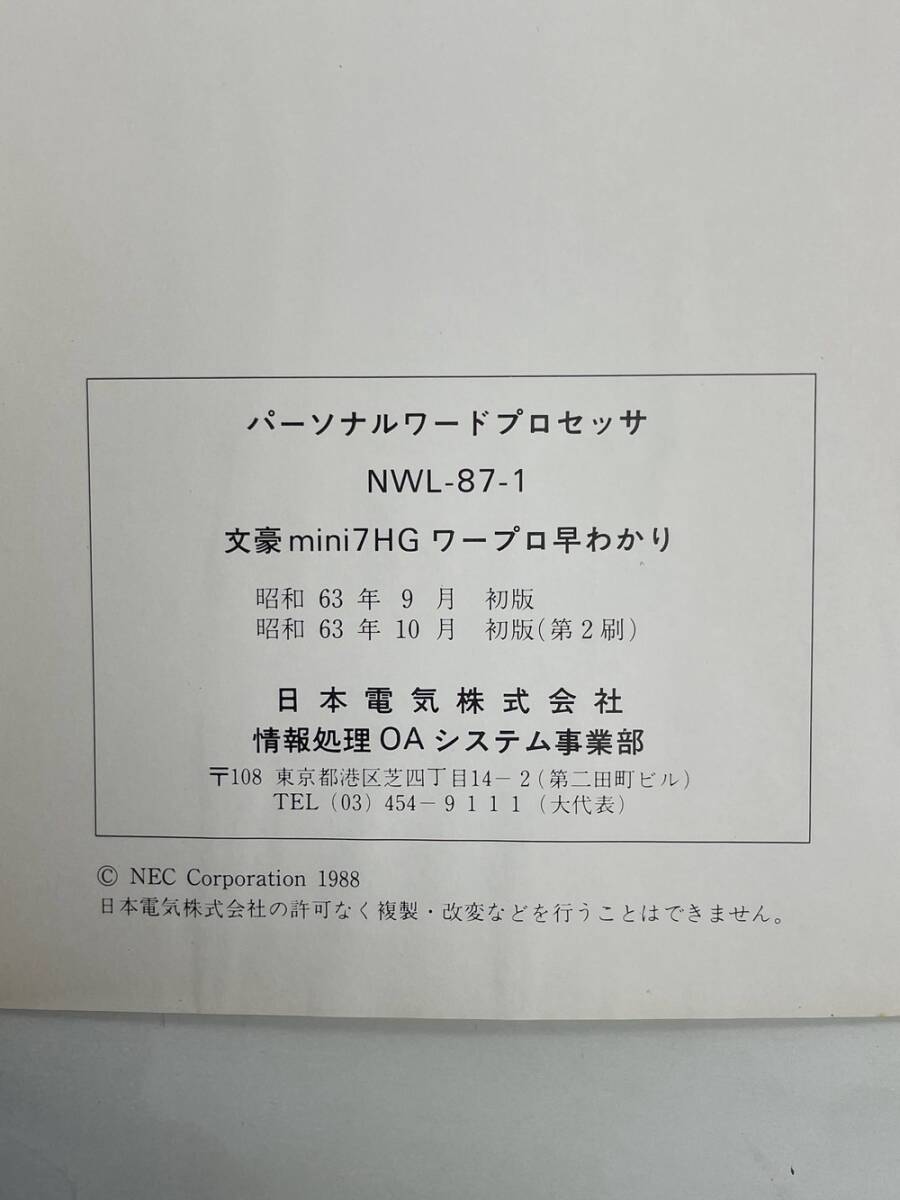 パーソナルワードプロセッサ
NWL-87-1
文豪mini7HG ワープロ早わかり
昭和 63 年 9 月 初版
昭和 63 年 10 月 初版(第2刷)
日本電気株式会社
情報処理OAシステム事業部
〒108 東京都港区芝四丁目14-2(第二田町ビル)
TEL (03) 454-9111 (大代表)
© NEC Corporation 1988
日本電気株式会社の許可なく複製・改変などを行うことはできません。